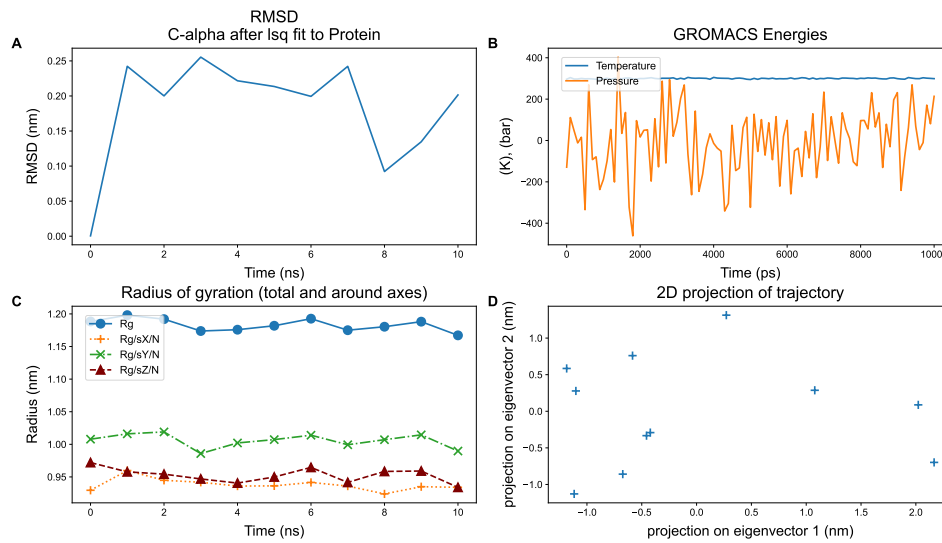 A
RMSD
C-alpha after lsq fit to Protein
RMSD (nm)
0.25
0.20
0.15
0.10
0.05
0.00
0
2
4
6
8
10
Time (ns)
B
GROMACS Energies
(K), (bar)
400
200
0
−200
−400
Temperature
Pressure
0
2000
4000
6000
8000
1000
Time (ps)
C
Radius of gyration (total and around axes)
Radius (nm)
1.20
1.15
1.10
1.05
1.00
0.95
Rg
Rg/sX/N
Rg/sY/N
Rg/sZ/N
0
2
4
6
8
10
Time (ns)
D
2D projection of trajectory
projection on eigenvector 2 (nm)
1.0
0.5
0.0
−0.5
−1.0
−1.0
−0.5
0.0
0.5
1.0
1.5
2.0
projection on eigenvector 1 (nm)